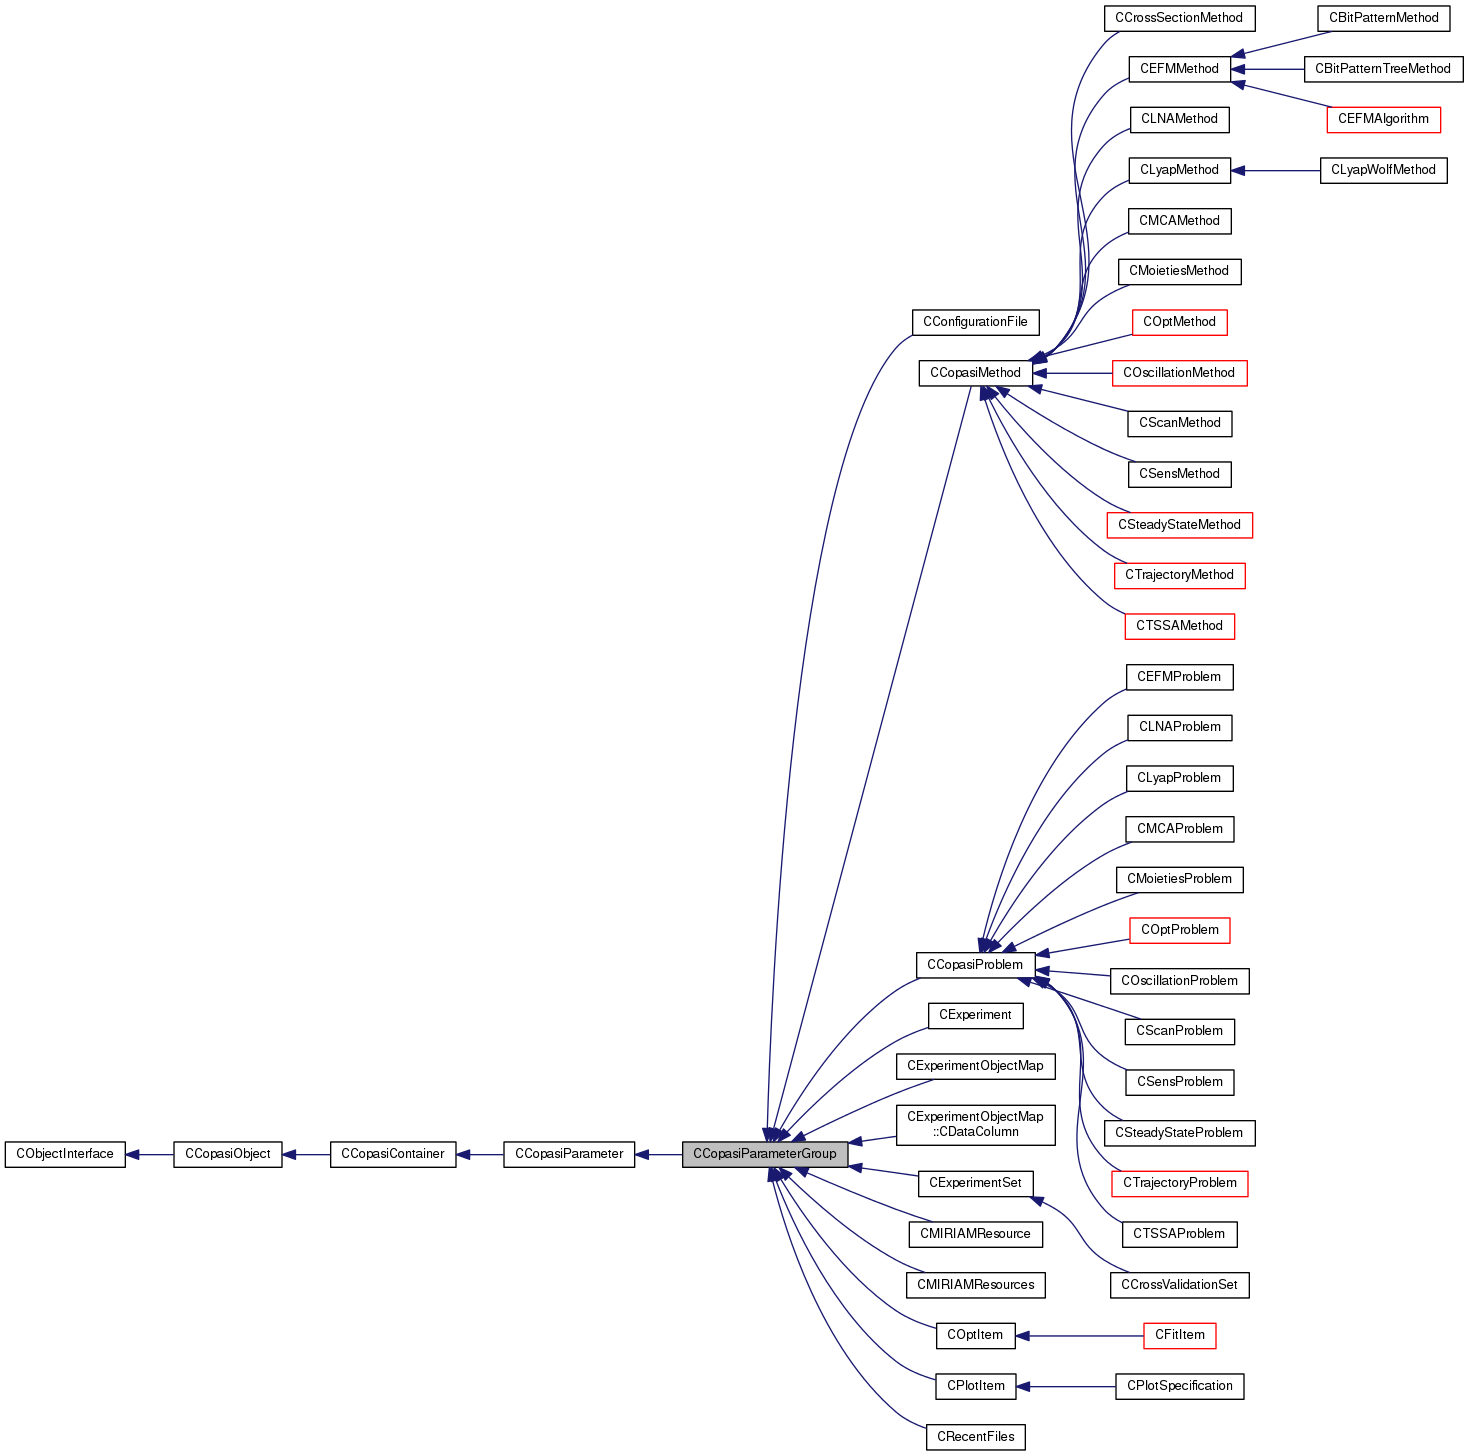 CCrossSectionMethod
CBitPatternMethod
CEFMMethod
CBitPatternTreeMethod
CLNAMethod
CEFMAlgorithm
CLyapMethod
CLyapWolfMethod
CMCAMethod
CMoietiesMethod
CConfigurationFile
COptMethod
CCopasiMethod
COscillationMethod
CScanMethod
CSensMethod
CSteadyStateMethod
CTrajectoryMethod
CTSSAMethod
CEFMProblem
CLNAProblem
CLyapProblem
CMCAProblem
CMoietiesProblem
COptProblem
CCopasiProblem
COscillationProblem
CExperiment
CScanProblem
CExperimentObjectMap
CSensProblem
CExperimentObjectMap
::CDataColumn
CSteadyStateProblem
CObjectInterface
CCopasiObject
CCopasiContainer
CCopasiParameter
CCopasiParameterGroup
CExperimentSet
CTrajectoryProblem
CMIRIAMResource
CTSSAProblem
CMIRIAMResources
CCrossValidationSet
COptItem
CFitItem
CPlotItem
CPlotSpecification
CRecentFiles